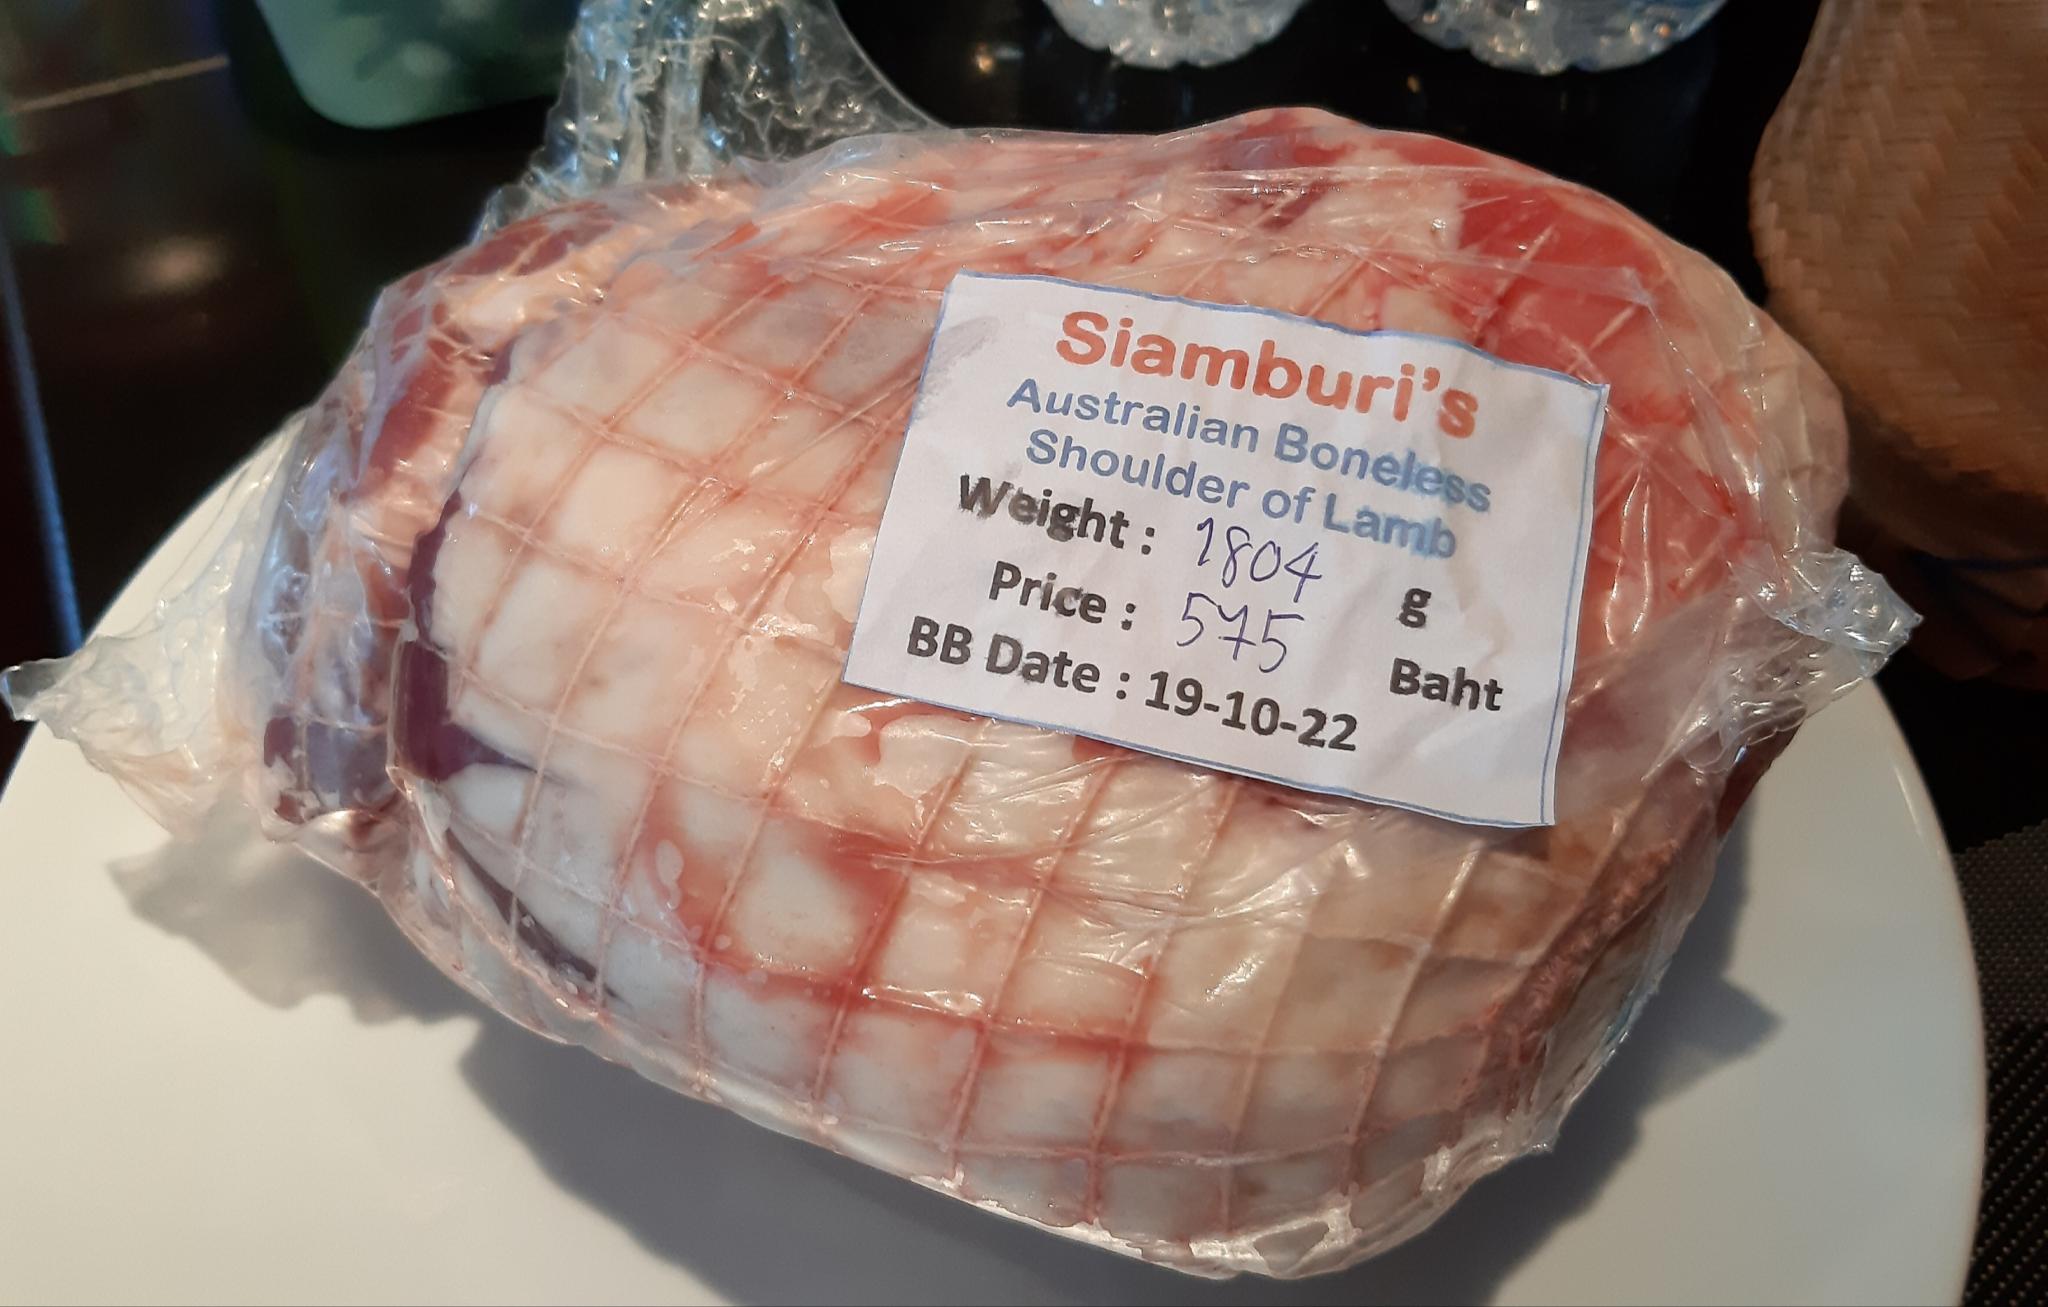 Siamburi's
Australian Boneless
Shoulder of Lamb
Weight : 1804 g
Price : 575 Baht
BB Date : 19-10-22